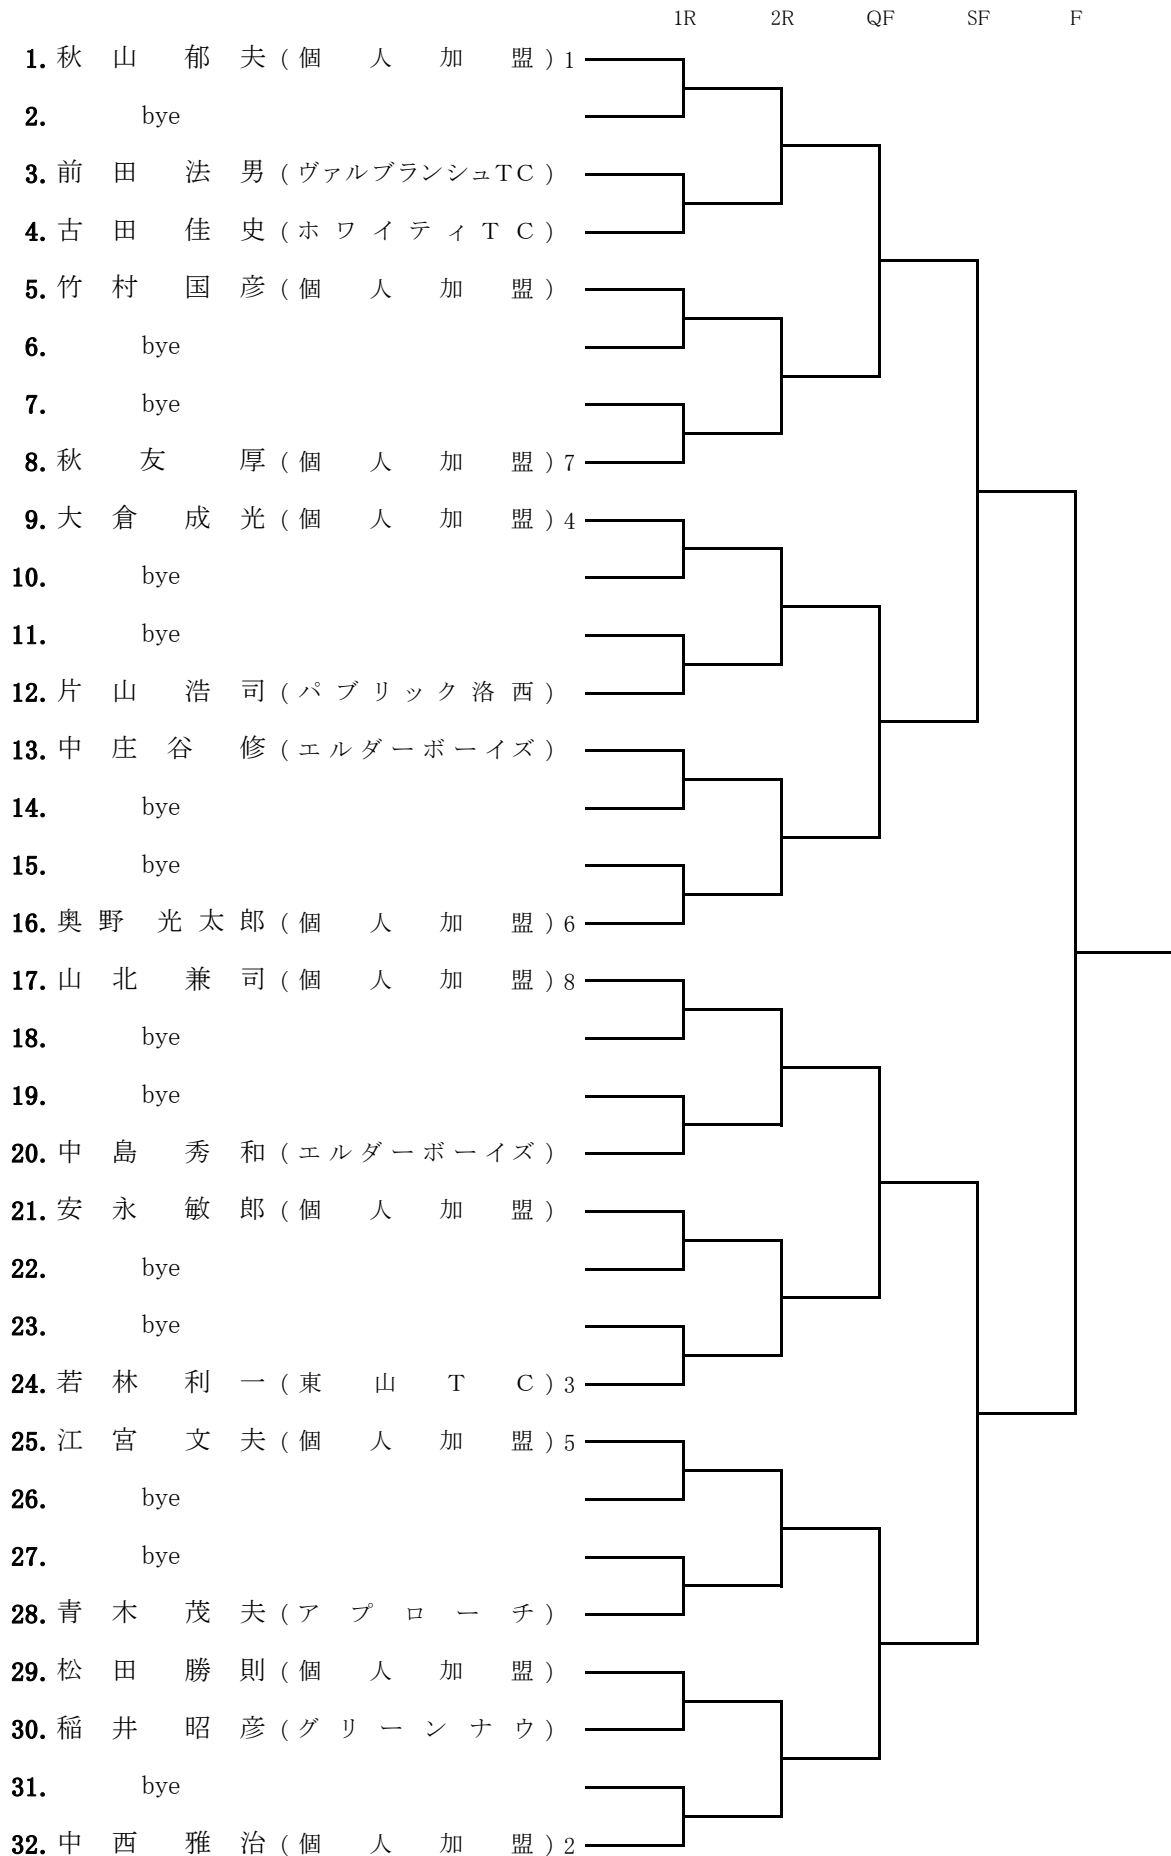 1R 2R QF SF F
1. 秋山 郁夫 (個人加盟) 1
2. bye
3. 前田 法男 (ヴァルブランシュTC)
4. 古田 佳史 (ホワイティTC)
5. 竹村 国彦 (個人加盟)
6. bye
7. bye
8. 秋友 厚 (個人加盟) 7
9. 大倉 成光 (個人加盟) 4
10. bye
11. bye
12. 片山 浩司 (パブリック洛西)
13. 中庄谷 修 (エルダーボーイズ)
14. bye
15. bye
16. 奥野 光太郎 (個人加盟) 6
17. 山北 兼司 (個人加盟) 8
18. bye
19. bye
20. 中島 秀和 (エルダーボーイズ)
21. 安永 敏郎 (個人加盟)
22. bye
23. bye
24. 若林 利一 (東山TC) 3
25. 江宮 文夫 (個人加盟) 5
26. bye
27. bye
28. 青木 茂夫 (アプローチ)
29. 松田 勝則 (個人加盟)
30. 稲井 昭彦 (グリーンナウ)
31. bye
32. 中西 雅治 (個人加盟) 2